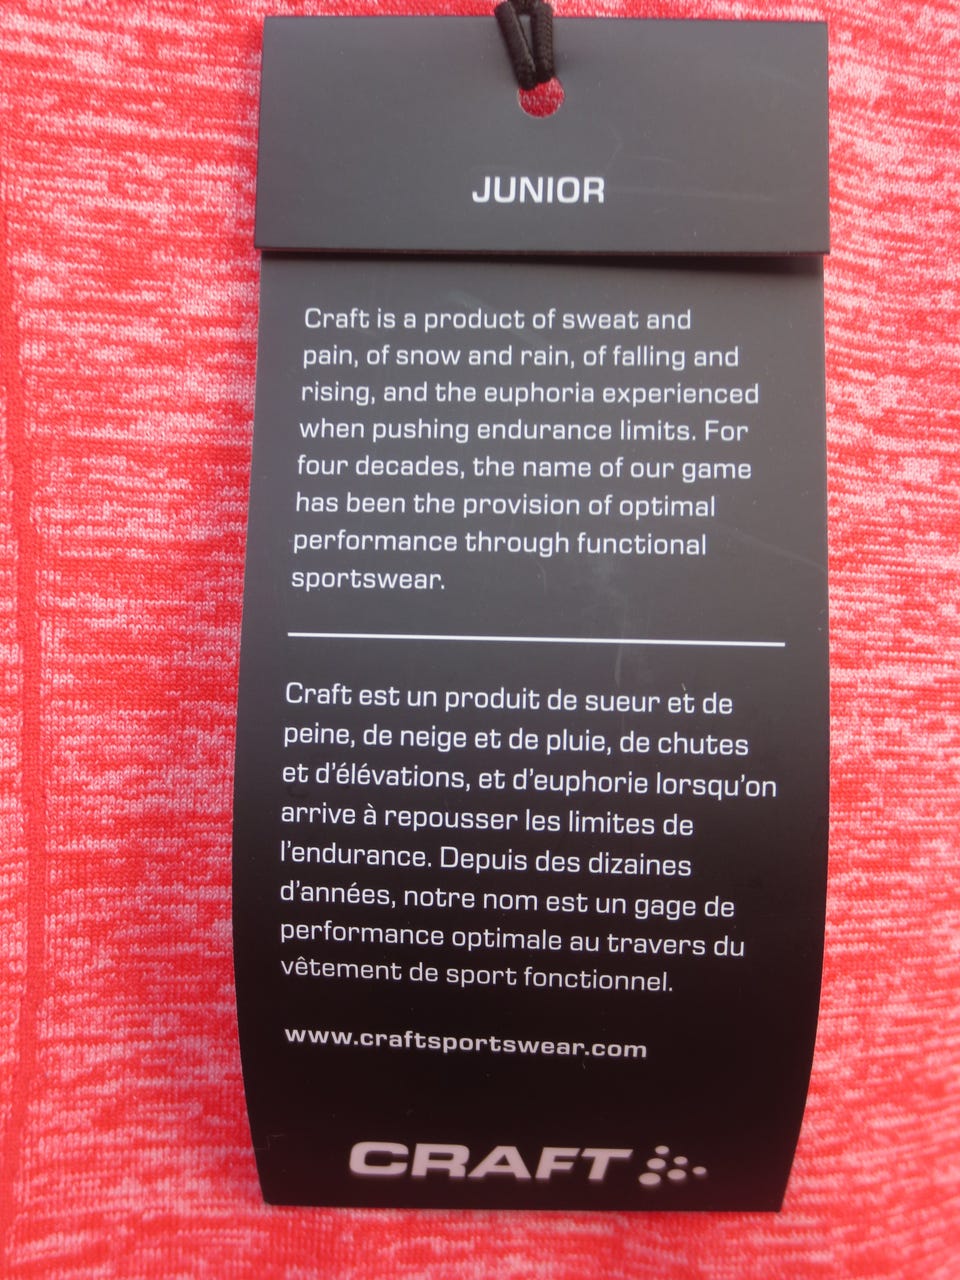 JUNIOR
Craft is a product of sweat and
pain, of snow and rain, of falling and
rising, and the euphoria experienced
when pushing endurance limits. For
four decades, the name of our game
has been the provision of optimal
performance through functional
sportswear.
Craft est un produit de sueur et de
peine, de neige et de pluie, de chutes
et d'élévations, et d'euphorie lorsqu'on
arrive à repousser les limites de
l'endurance. Depuis des dizaines
d'années, notre nom est un gage de
performance optimale au travers du
vêtement de sport fonctionnel.
www.craftsportswear.com
CRAFT